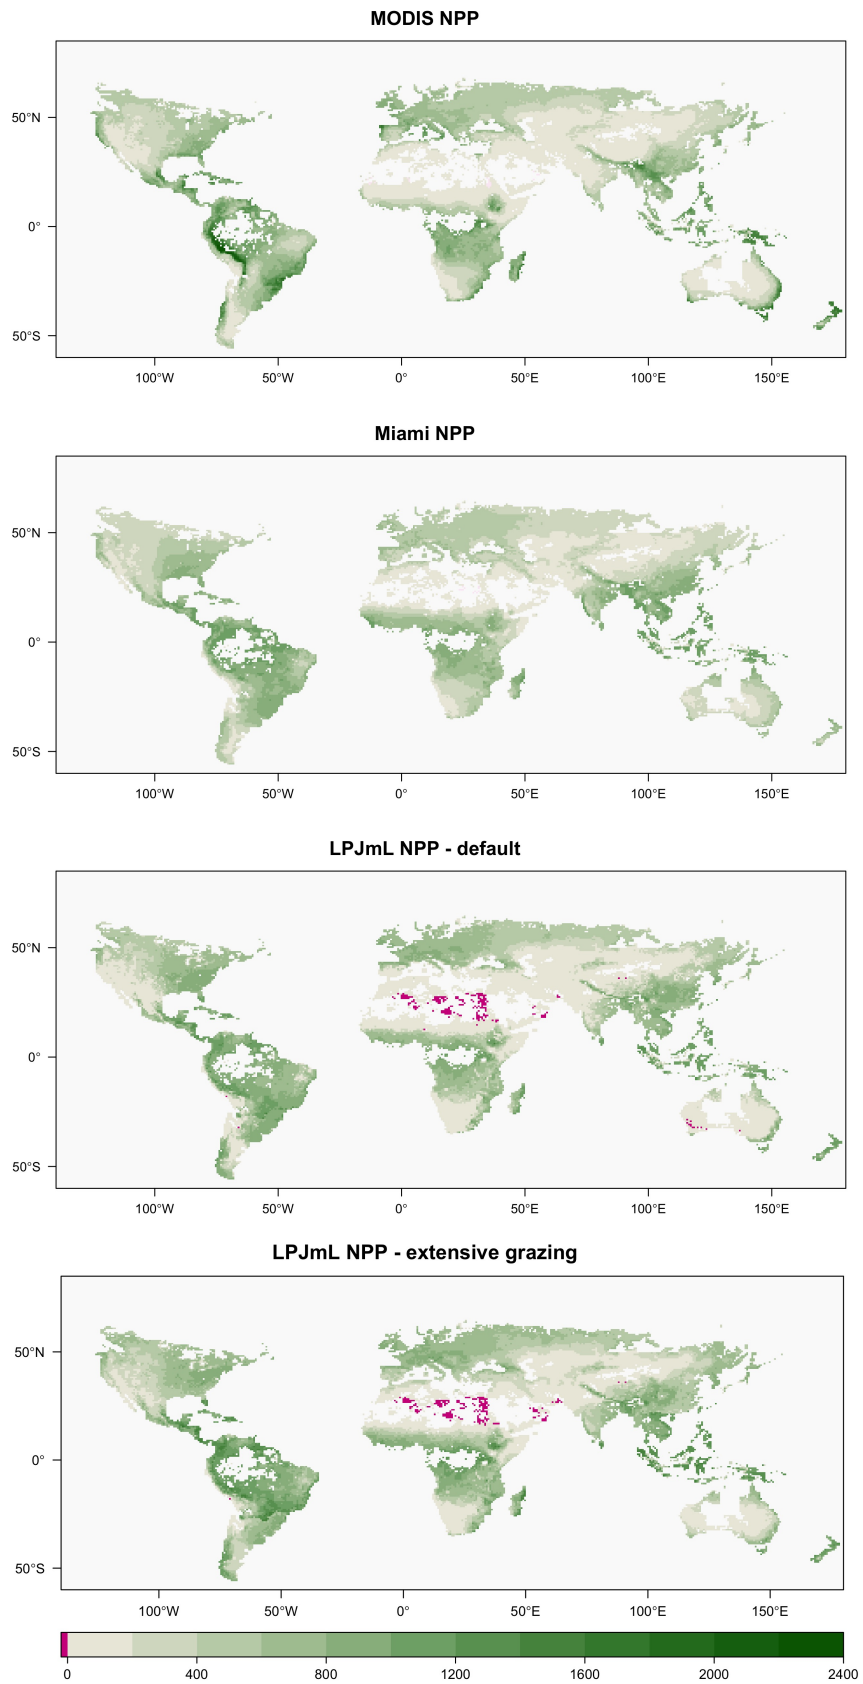 MODIS NPP
50°N
0°
50°S
100°W 50°W 0° 50°E 100°E 150°E
Miami NPP
50°N
0°
50°S
100°W 50°W 0° 50°E 100°E 150°E
LPJmL NPP - default
50°N
0°
50°S
100°W 50°W 0° 50°E 100°E 150°E
LPJmL NPP - extensive grazing
50°N
0°
50°S
100°W 50°W 0° 50°E 100°E 150°E
0 400 800 1200 1600 2000 2400